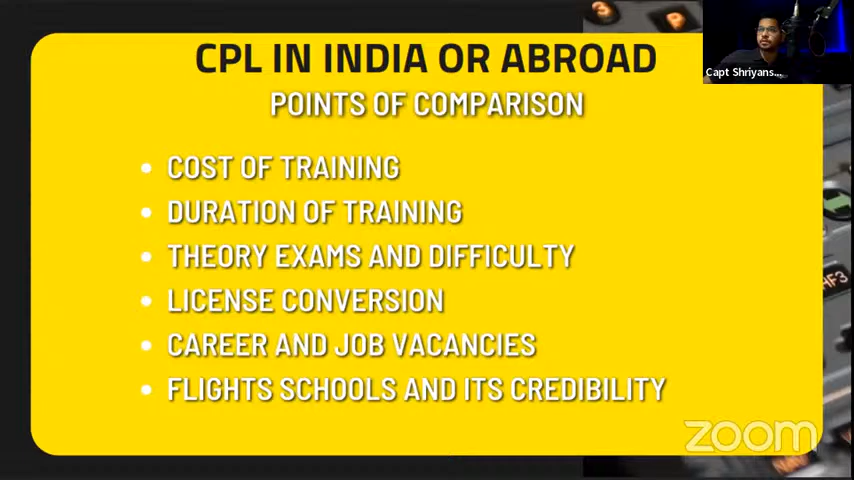 CPL IN INDIA OR ABROAD
POINTS OF COMPARISON
• COST OF TRAINING
• DURATION OF TRAINING
• THEORY EXAMS AND DIFFICULTY
• LICENSE CONVERSION
• CAREER AND JOB VACANCIES
• FLIGHTS SCHOOLS AND ITS CREDIBILITY
Capt Shriyans...
P
HF3
zoom